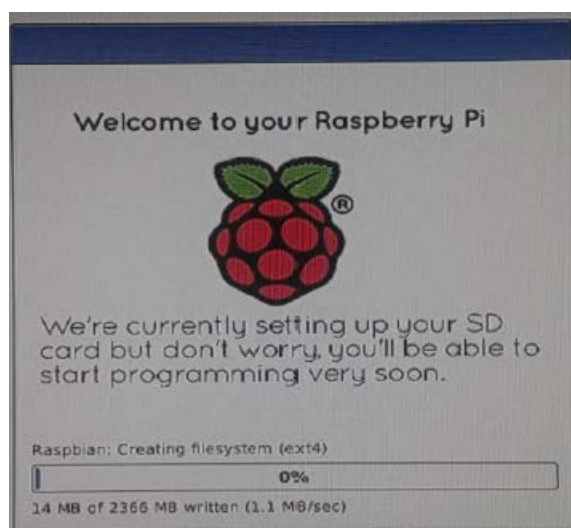 Welcome to your Raspberry Pi
®
We're currently setting up your SD
card but don't worry, you'll be able to
start programming very soon.
Raspbian: Creating filesystem (ext4)
0%
14 MB of 2366 MB written (1.1 MB/sec)